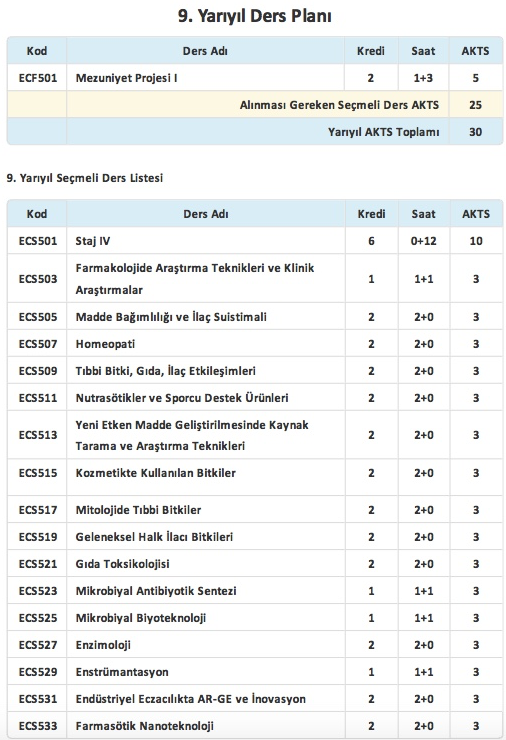 9. Yarıyıl Ders Planı
Kod Ders Adı Kredi Saat AKTS
ECF501 Mezuniyet Projesi I 2 1+3 5
Alınması Gereken Seçmeli Ders AKTS 25
Yarıyıl AKTS Toplamı 30
9. Yarıyıl Seçmeli Ders Listesi
Kod Ders Adı Kredi Saat AKTS
ECS501 Staj IV 6 0+12 10
ECS503 Farmakolojide Araştırma Teknikleri ve Klinik
Araştırmalar 1 1+1 3
ECS505 Madde Bağımlılığı ve İlaç Suistimali 2 2+0 3
ECS507 Homeopati 2 2+0 3
ECS509 Tıbbi Bitki, Gıda, İlaç Etkileşimleri 2 2+0 3
ECS511 Nutrasötikler ve Sporcu Destek Ürünleri 2 2+0 3
ECS513 Yeni Etken Madde Geliştirilmesinde Kaynak
Tarama ve Araştırma Teknikleri 2 2+0 3
ECS515 Kozmetikte Kullanılan Bitkiler 2 2+0 3
ECS517 Mitolojide Tıbbi Bitkiler 2 2+0 3
ECS519 Geleneksel Halk İlacı Bitkileri 2 2+0 3
ECS521 Gıda Toksikolojisi 2 2+0 3
ECS523 Mikrobiyal Antibiyotik Sentezi 1 1+1 3
ECS525 Mikrobiyal Biyoteknoloji 1 1+1 3
ECS527 Enzimoloji 2 2+0 3
ECS529 Enstrümantasyon 1 1+1 3
ECS531 Endüstriyel Eczacılıkta AR-GE ve İnovasyon 2 2+0 3
ECS533 Farmasötik Nanoteknoloji 2 2+0 3